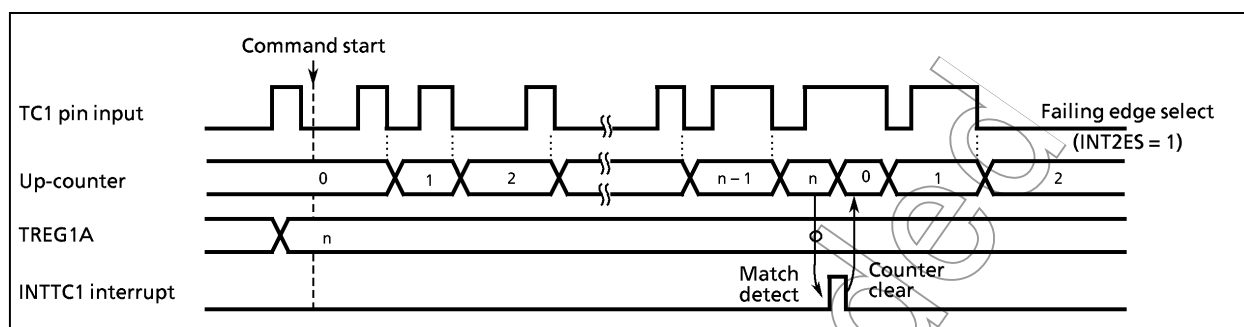 Command start
TC1 pin input
Failing edge select
(INT2ES = 1)
Up-counter
0
1
2
n – 1
n
0
1
2
TREG1A
n
Match
detect
Counter
clear
INTTC1 interrupt
ded